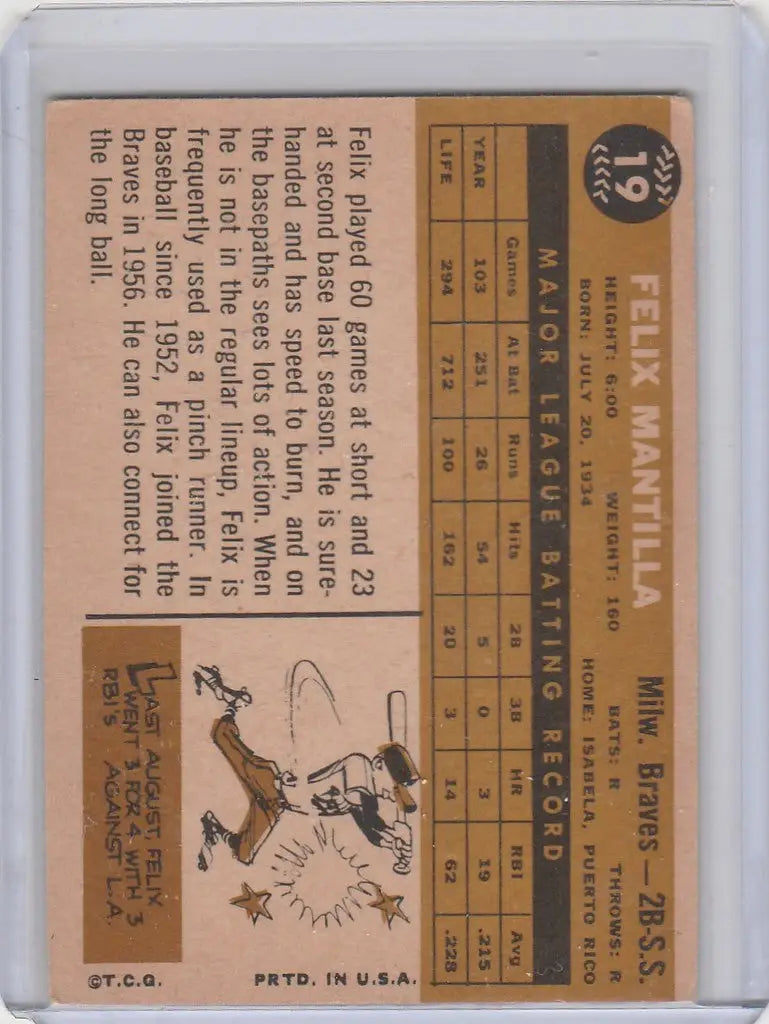 19
FELIX MANTILLA Milw. Braves—2B-S.S.
HEIGHT: 6:00 WEIGHT: 160 BATS: R THROWS: R
BORN: JULY 20, 1934 HOME: ISABELA, PUERTO RICO
MAJOR LEAGUE BATTING RECORD
Games At Bat Runs Hits 2B 3B HR RBI Avg
YEAR 103 251 26 54 5 0 3 19 .215
LIFE 294 712 100 162 20 3 14 62 .228
Felix played 60 games at short and 23
at second base last season. He is sure-
handed and has speed to burn, and on
the basepaths sees lots of action. When
he is not in the regular lineup, Felix is
frequently used as a pinch runner. In
baseball since 1952, Felix joined the
Braves in 1956. He can also connect for
the long ball.
LAST AUGUST, FELIX
WENT 3 FOR 4 WITH 3
RBI's AGAINST L.A.
©T.C.G. PRTD. IN U.S.A.